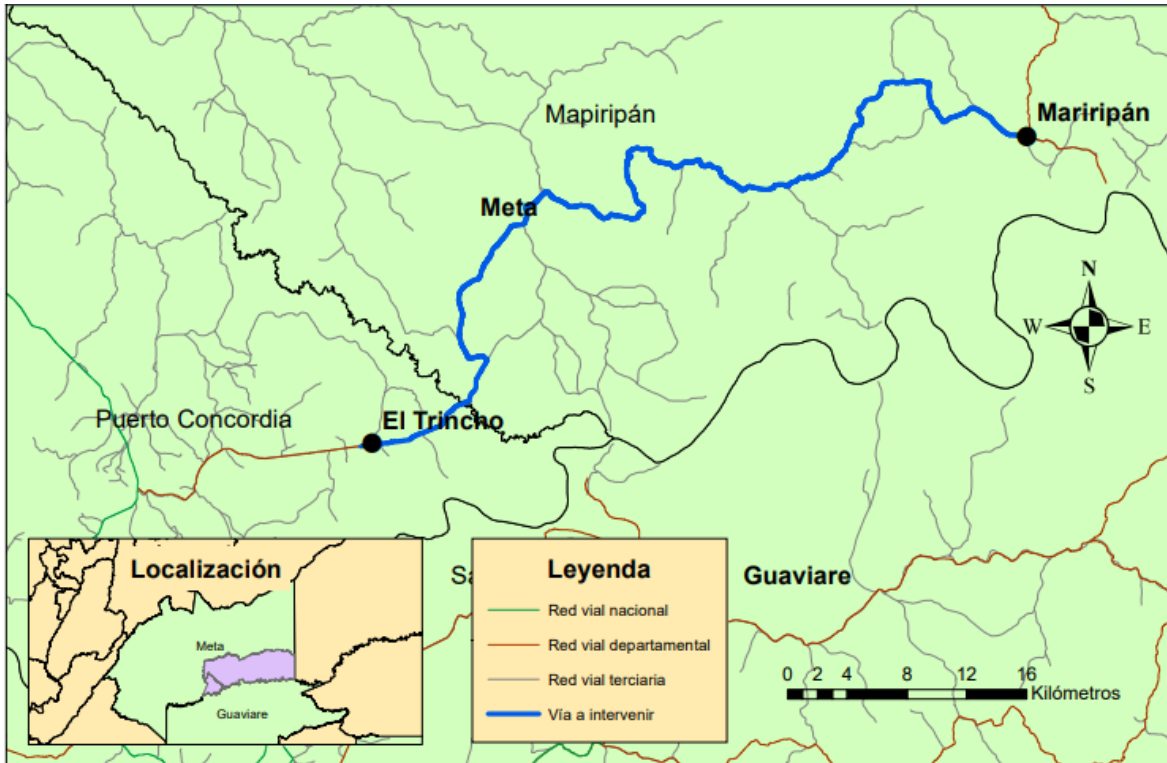 Mapiripán
Mariripán
Meta
N
W E
S
Puerto Concordia
El Trincho
Localización
Meta
Guaviare
Sa
Leyenda
Red vial nacional
Red vial departamental
Red vial terciaria
Vía a intervenir
Guaviare
0 2 4 8 12 16
Kilómetros